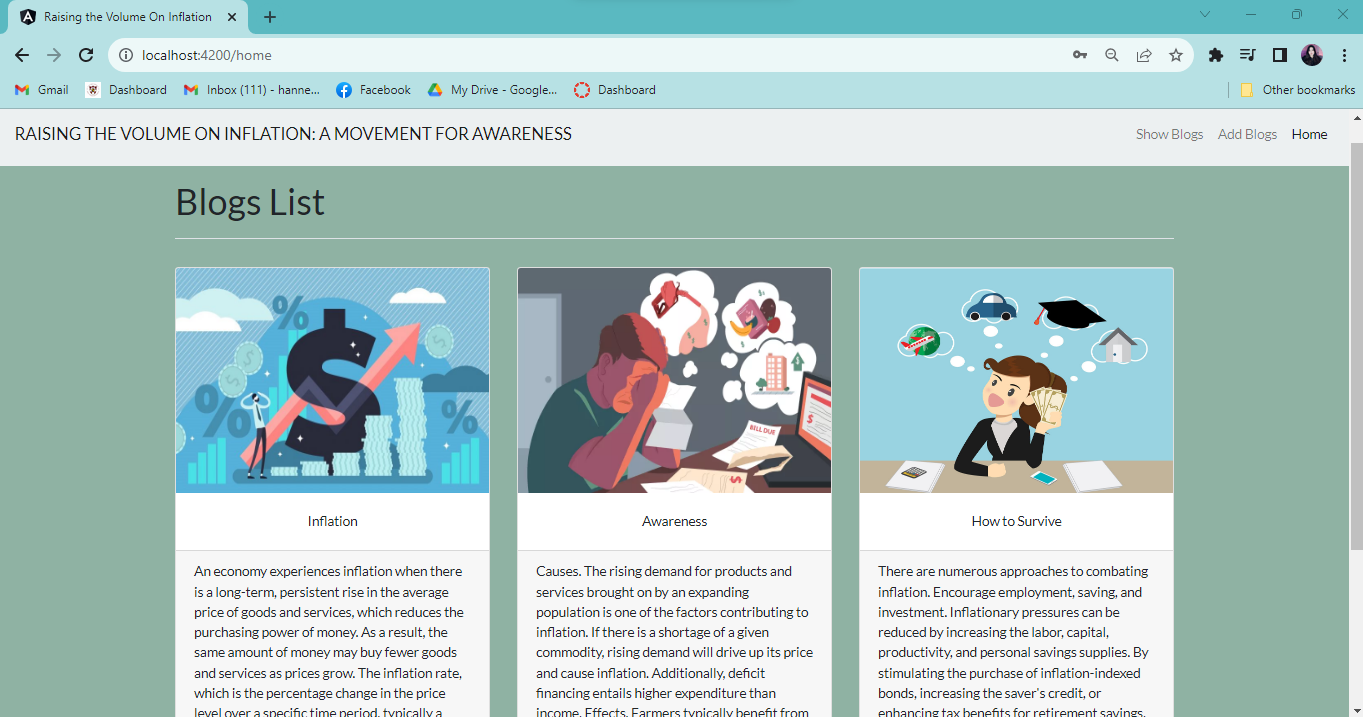 Raising the Volume On Inflation
localhost:4200/home
Gmail
Dashboard
Inbox (111) - hanne...
Facebook
My Drive - Google...
Dashboard
Other bookmarks
RAISING THE VOLUME ON INFLATION: A MOVEMENT FOR AWARENESS
Show Blogs
Add Blogs
Home
Blogs List
%
%
%
$
$
$
BILL DUE
$
$
Inflation
Awareness
How to Survive
An economy experiences inflation when there
is a long-term, persistent rise in the average
price of goods and services, which reduces the
purchasing power of money. As a result, the
same amount of money may buy fewer goods
and services as prices grow. The inflation rate,
which is the percentage change in the price
level over a specific time period, typically a
Causes. The rising demand for products and
services brought on by an expanding
population is one of the factors contributing to
inflation. If there is a shortage of a given
commodity, rising demand will drive up its price
and cause inflation. Additionally, deficit
financing entails higher expenditure than
income. Effects. Farmers typically benefit from
There are numerous approaches to combating
inflation. Encourage employment, saving, and
investment. Inflationary pressures can be
reduced by increasing the labor, capital,
productivity, and personal savings supplies. By
stimulating the purchase of inflation-indexed
bonds, increasing the saver's credit, or
enhancing tax benefits for retirement savings,